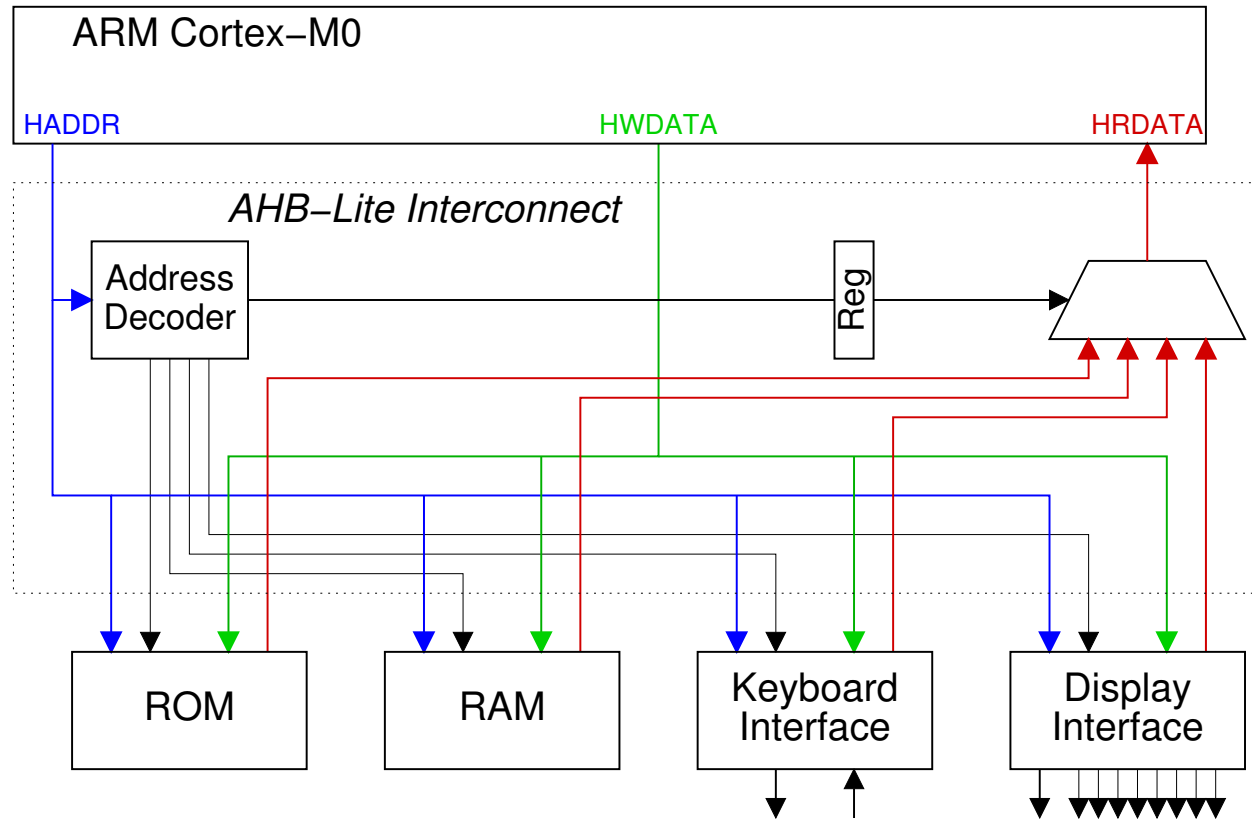 ARM Cortex−M0
HADDR
HWDATA
HRDATA
AHB−Lite Interconnect
Address
Decoder
Reg
ROM
RAM
Keyboard
Interface
Display
Interface